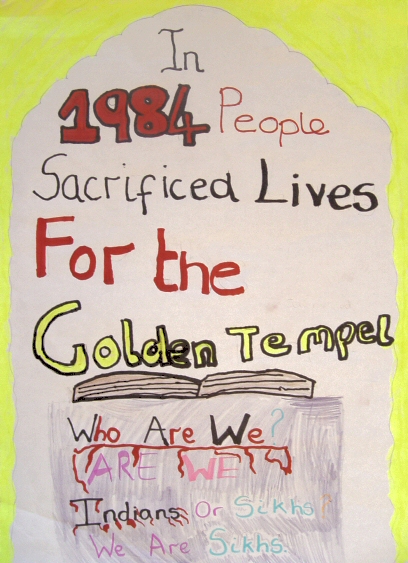 In
1984 People
Sacrificed Lives
For the
Golden Tempel
Who Are We?
ARE WE
Indians Or Sikhs?
We Are Sikhs.